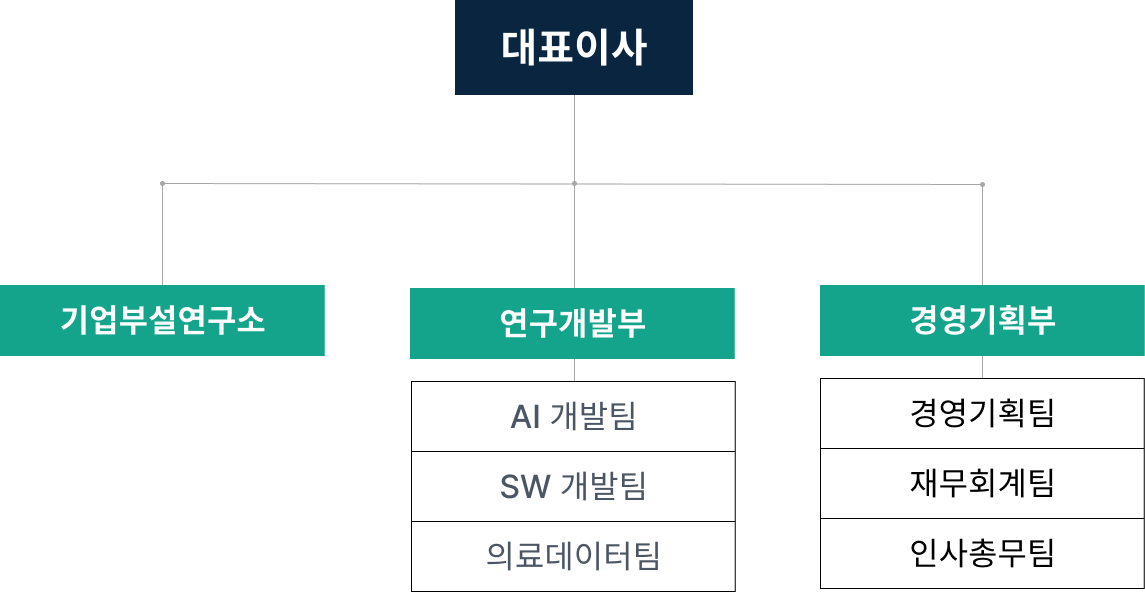 대표이사
기업부설연구소
연구개발부
경영기획부
AI 개발팀
SW 개발팀
의료데이터팀
경영기획팀
재무회계팀
인사총무팀